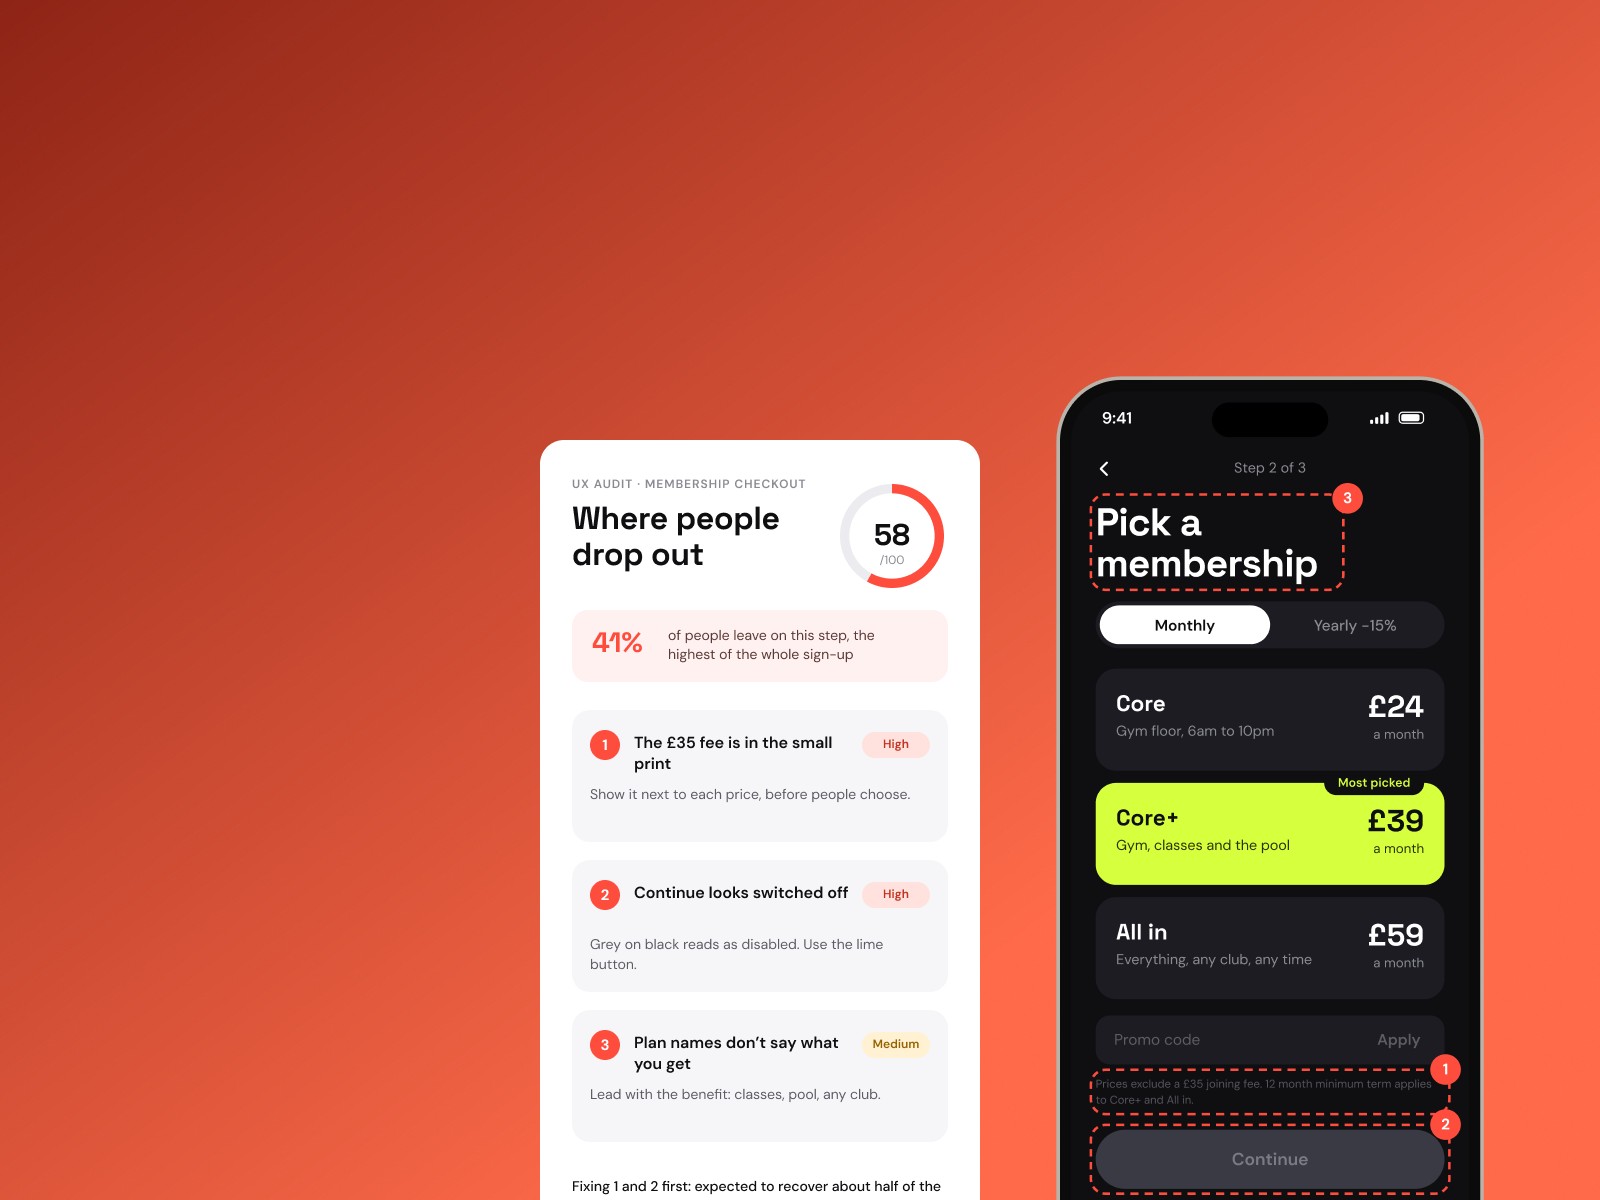 UX AUDIT · MEMBERSHIP CHECKOUT
Where people
drop out
58
/100
41%
of people leave on this step, the
highest of the whole sign-up
1
The £35 fee is in the small
print
High
Show it next to each price, before people choose.
2
Continue looks switched off
High
Grey on black reads as disabled. Use the lime
button.
3
Plan names don’t say what
you get
Medium
Lead with the benefit: classes, pool, any club.
Fixing 1 and 2 first: expected to recover about half of the
9:41
Step 2 of 3
3
Pick a
membership
Monthly
Yearly -15%
Core
£24
Gym floor, 6am to 10pm
a month
Most picked
Core+
£39
Gym, classes and the pool
a month
All in
£59
Everything, any club, any time
a month
Promo code
Apply
1
Prices exclude a £35 joining fee. 12 month minimum term applies
to Core+ and All in.
2
Continue